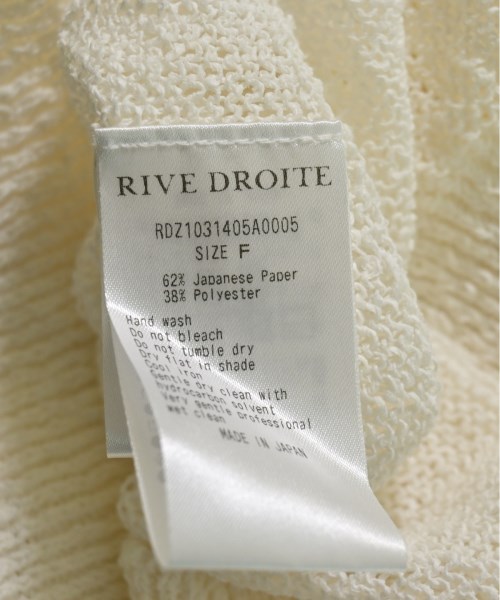 RIVE DROITE
RDZ1031405A0005
SIZE F
62% Japanese Paper
38% Polyester
Hand wash
Do not bleach
Do not tumble dry
Dry flat in shade
Cool iron
Gentle dry clean with
hydrocarbon solvent
Very gentle professional
wet clean
MADE IN JAPAN